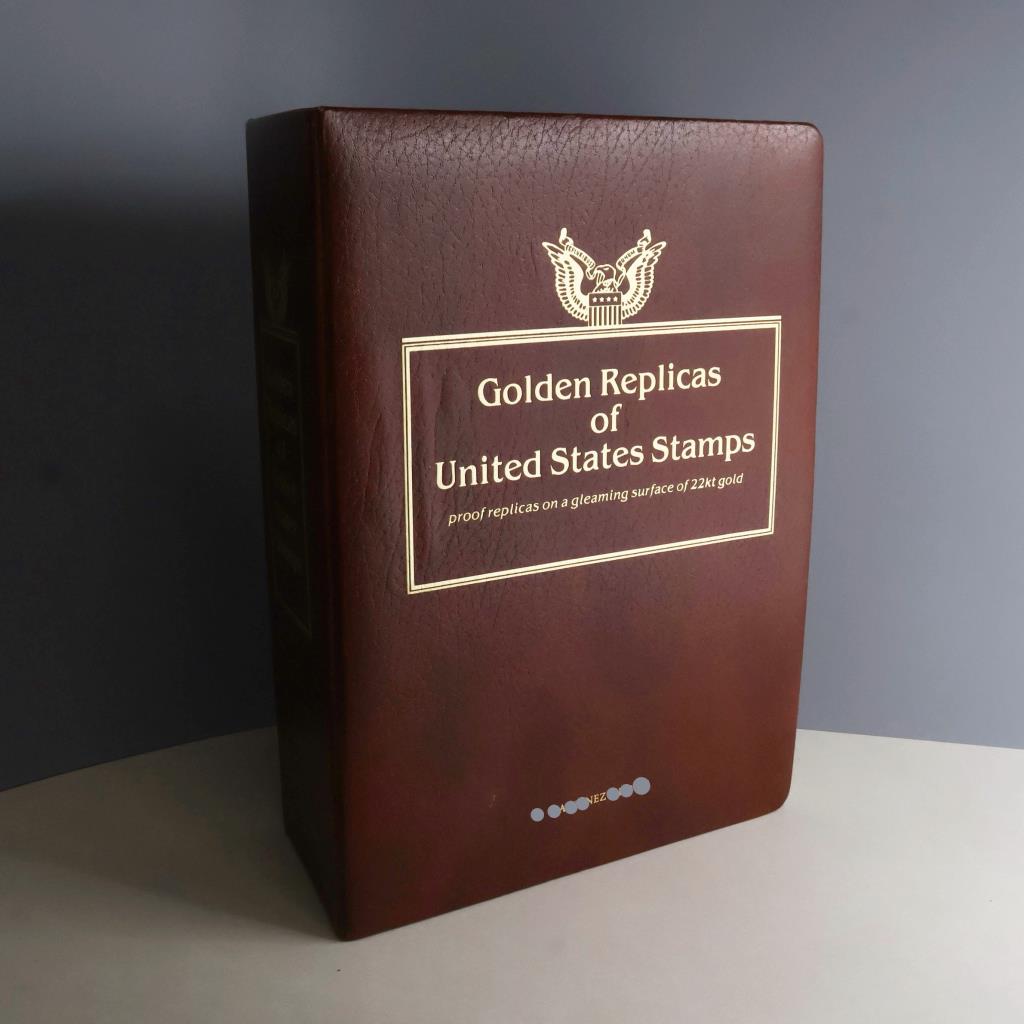 Golden Replicas
of
United States Stamps
proof replicas on a gleaming surface of 22kt gold